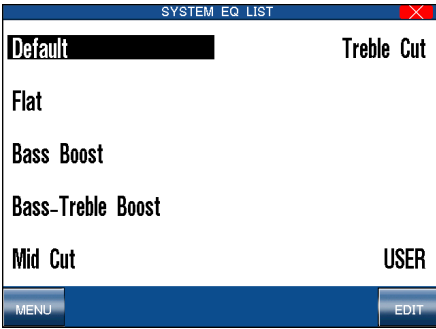 SYSTEM EQ LIST
Default
Treble Cut
Flat
Bass Boost
Bass-Treble Boost
Mid Cut
USER
MENU
EDIT